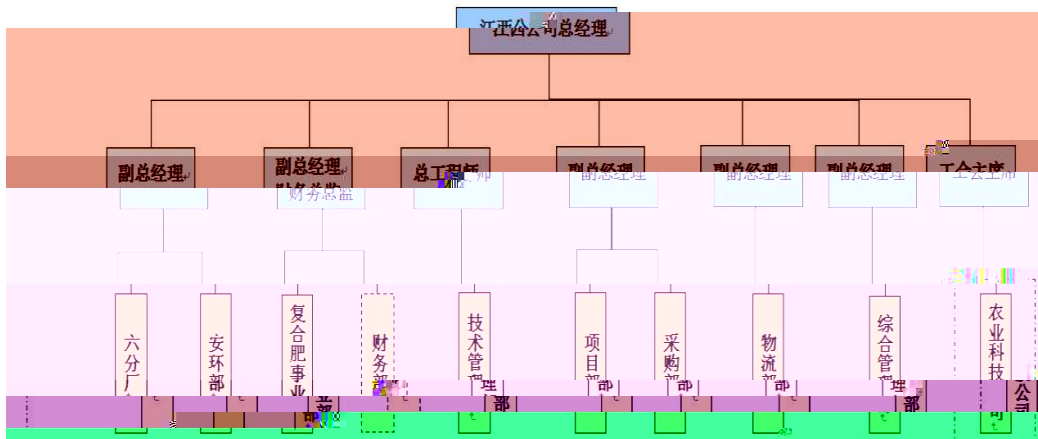 江西公司总经理
副总经理
副总经理
财务总监
总工程师
副总经理
副总经理
副总经理
工会主席
六分厂
安环部
复合肥事业部
财务部
技术管理部
项目部
采购部
物流部
综合管理部
农业科技公司